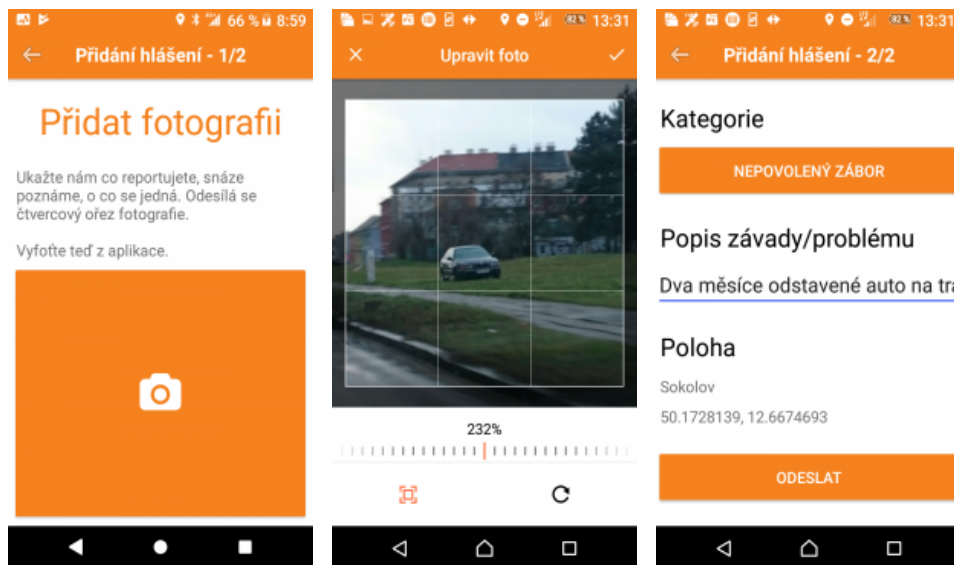 66 % 8:59
Přidání hlášení - 1/2
Přidat fotografii
Ukažte nám co reportujete, snáze
poznáme, o co se jedná. Odesílá se
čtvercový ořez fotografie.
Vyfoťte teď z aplikace.
82 % 13:31
Upravit foto
232%
82 % 13:31
Přidání hlášení - 2/2
Kategorie
NEPOVOLENÝ ZÁBOR
Popis závady/problému
Dva měsíce odstavené auto na tra
Poloha
Sokolov
50.1728139, 12.6674693
ODESLAT